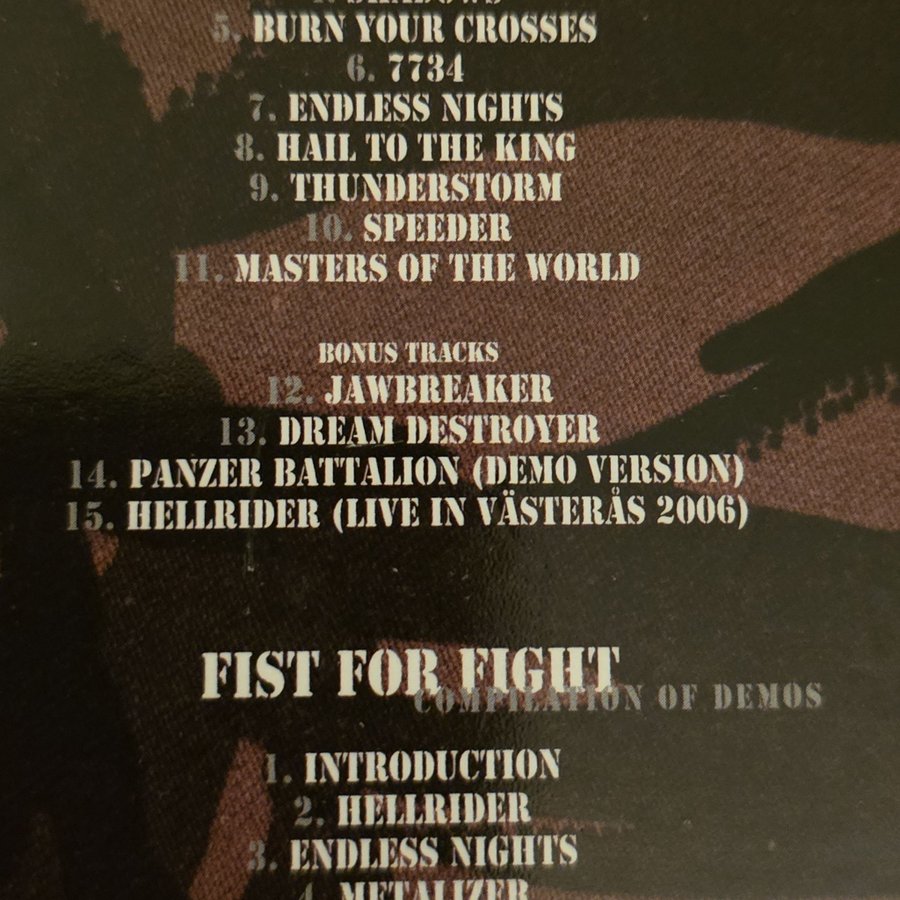 5. BURN YOUR CROSSES
6. 7734
7. ENDLESS NIGHTS
8. HAIL TO THE KING
9. THUNDERSTORM
10. SPEEDER
11. MASTERS OF THE WORLD
BONUS TRACKS
12. JAWBREAKER
13. DREAM DESTROYER
14. PANZER BATTALION (DEMO VERSION)
15. HELLRIDER (LIVE IN VÄSTERÅS 2006)
FIST FOR FIGHT
COMPILATION OF DEMOS
1. INTRODUCTION
2. HELLRIDER
3. ENDLESS NIGHTS
4. METALIZER